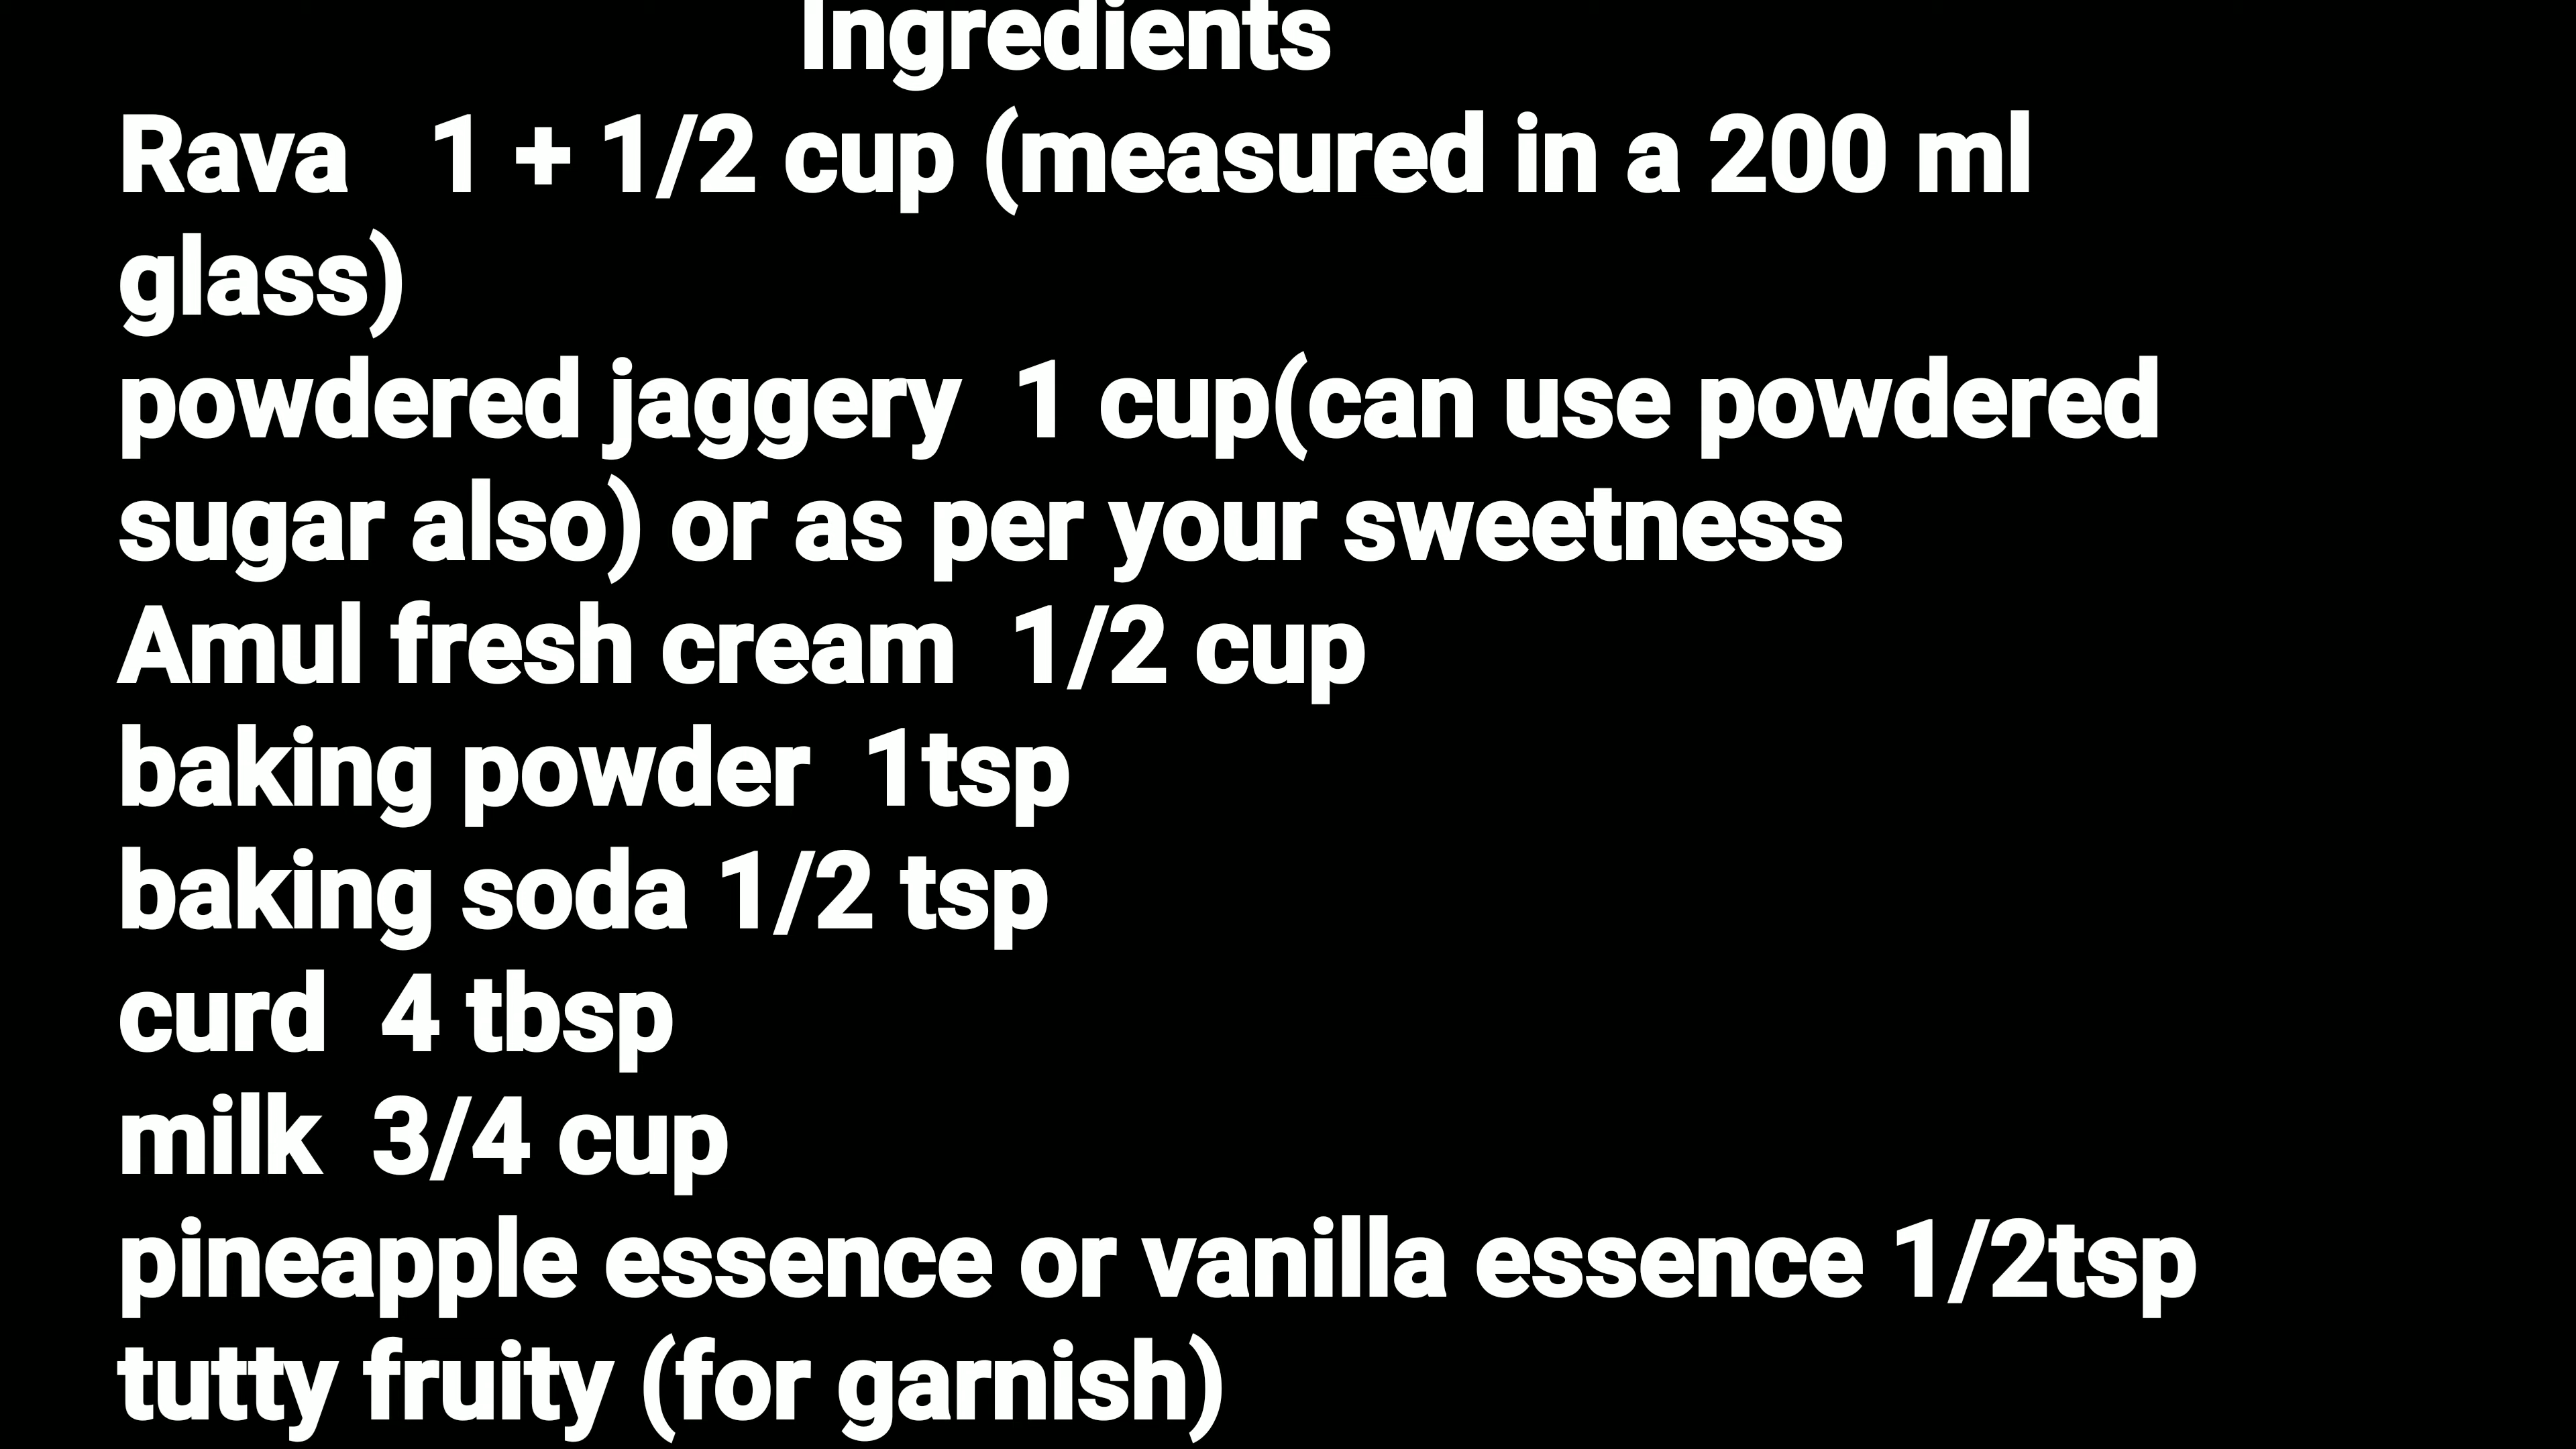 Ingredients
Rava   1 + 1/2 cup (measured in a 200 ml
glass)
powdered jaggery  1 cup(can use powdered
sugar also) or as per your sweetness
Amul fresh cream  1/2 cup
baking powder  1tsp
baking soda 1/2 tsp
curd  4 tbsp
milk  3/4 cup
pineapple essence or vanilla essence 1/2tsp
tutty fruity (for garnish)